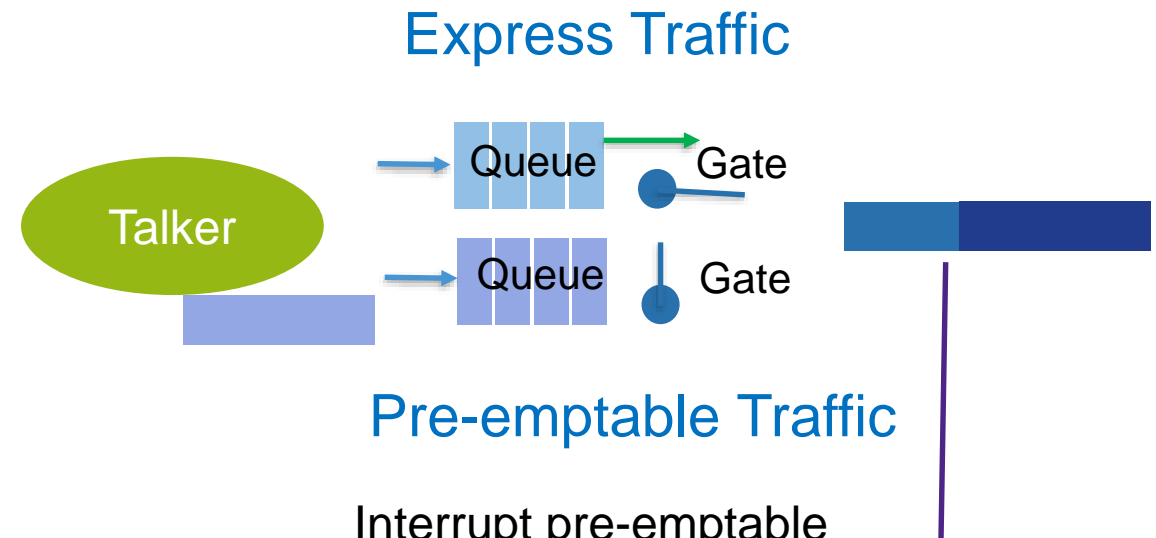 Express Traffic
Queue
Gate
Talker
Queue
Gate
Pre-emptable Traffic
Interrupt pre-emptable